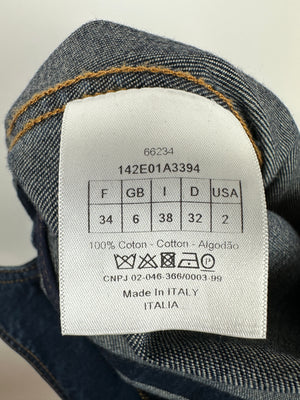 66234
142E01A3394
F GB I D USA
34 6 38 32 2
100% Coton - Cotton - Algodão
CNPJ 02-046-366/0003-99
Made In ITALY
ITALIA